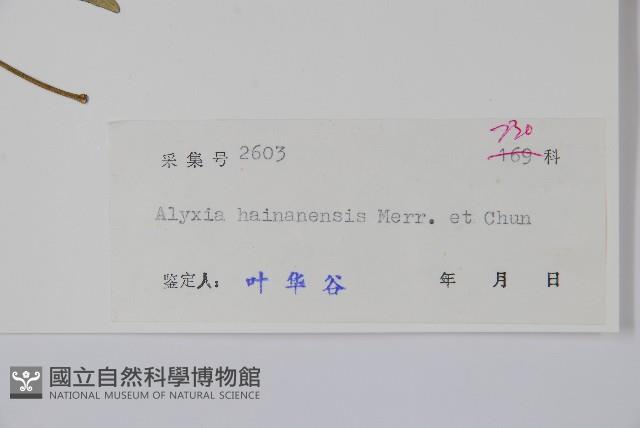 730
采集号 2603 169 科
Alyxia hainanensis Merr. et Chun
鉴定人: 叶华谷 年 月 日
國立自然科學博物館
NATIONAL MUSEUM OF NATURAL SCIENCE